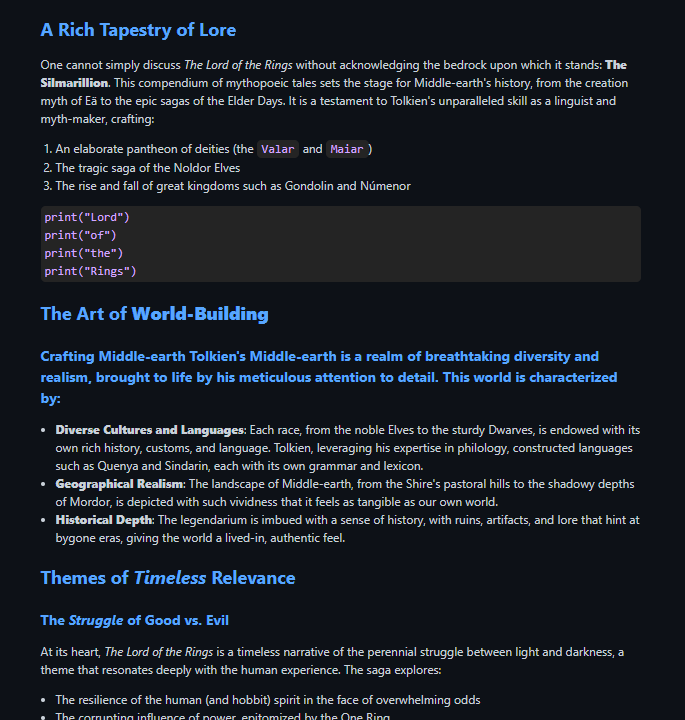 A Rich Tapestry of Lore
One cannot simply discuss The Lord of the Rings without acknowledging the bedrock upon which it stands: The
Silmarillion. This compendium of mythopoeic tales sets the stage for Middle-earth's history, from the creation
myth of Eä to the epic sagas of the Elder Days. It is a testament to Tolkien's unparalleled skill as a linguist and
myth-maker, crafting:
1. An elaborate pantheon of deities (the Valar and Maiar)
2. The tragic saga of the Noldor Elves
3. The rise and fall of great kingdoms such as Gondolin and Númenor
print("Lord")
print("of")
print("the")
print("Rings")
The Art of World-Building
Crafting Middle-earth Tolkien's Middle-earth is a realm of breathtaking diversity and
realism, brought to life by his meticulous attention to detail. This world is characterized
by:
• Diverse Cultures and Languages: Each race, from the noble Elves to the sturdy Dwarves, is endowed with its
own rich history, customs, and language. Tolkien, leveraging his expertise in philology, constructed languages
such as Quenya and Sindarin, each with its own grammar and lexicon.
• Geographical Realism: The landscape of Middle-earth, from the Shire's pastoral hills to the shadowy depths
of Mordor, is depicted with such vividness that it feels as tangible as our own world.
• Historical Depth: The legendarium is imbued with a sense of history, with ruins, artifacts, and lore that hint at
bygone eras, giving the world a lived-in, authentic feel.
Themes of Timeless Relevance
The Struggle of Good vs. Evil
At its heart, The Lord of the Rings is a timeless narrative of the perennial struggle between light and darkness, a
theme that resonates deeply with the human experience. The saga explores:
• The resilience of the human (and hobbit) spirit in the face of overwhelming odds
• The corrupting influence of power, epitomized by the One Ring